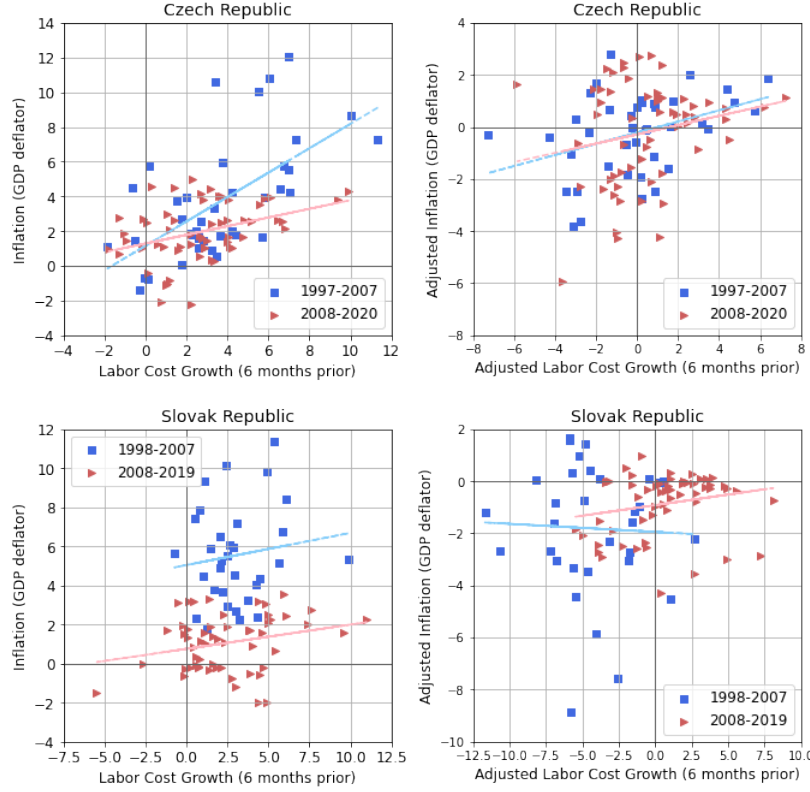 Czech Republic
14
12
10
8
6
4
2
0
−2
−4
Inflation (GDP deflator)
1997-2007
2008-2020
−4 −2 0 2 4 6 8 10 12
Labor Cost Growth (6 months prior)
Czech Republic
4
2
0
−2
−4
−6
−8
Adjusted Inflation (GDP deflator)
1997-2007
2008-2020
−8 −6 −4 −2 0 2 4 6 8
Adjusted Labor Cost Growth (6 months prior)
Slovak Republic
12
10
8
6
4
2
0
−2
−4
Inflation (GDP deflator)
1998-2007
2008-2019
−7.5 −5.0 −2.5 0.0 2.5 5.0 7.5 10.0 12.5
Labor Cost Growth (6 months prior)
Slovak Republic
2
0
−2
−4
−6
−8
−10
Adjusted Inflation (GDP deflator)
1998-2007
2008-2019
−12.5 −10.0 −7.5 −5.0 −2.5 0.0 2.5 5.0 7.5 10.0
Adjusted Labor Cost Growth (6 months prior)